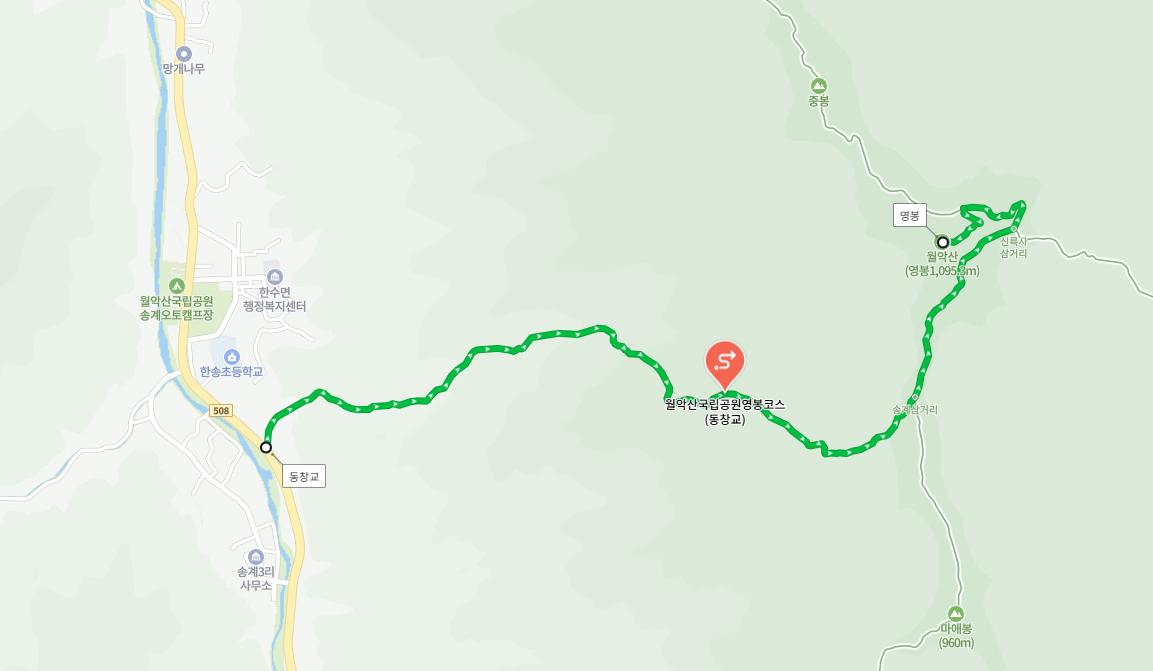 망개나무
중봉
영봉
월악산
(영봉1,095.3m)
신륵사
삼거리
월악산국립공원
송계오토캠프장
한수면
행정복지센터
한송초등학교
508
월악산국립공원영봉코스
(동창교)
송계삼거리
동창교
송계3리
사무소
마애봉
(960m)